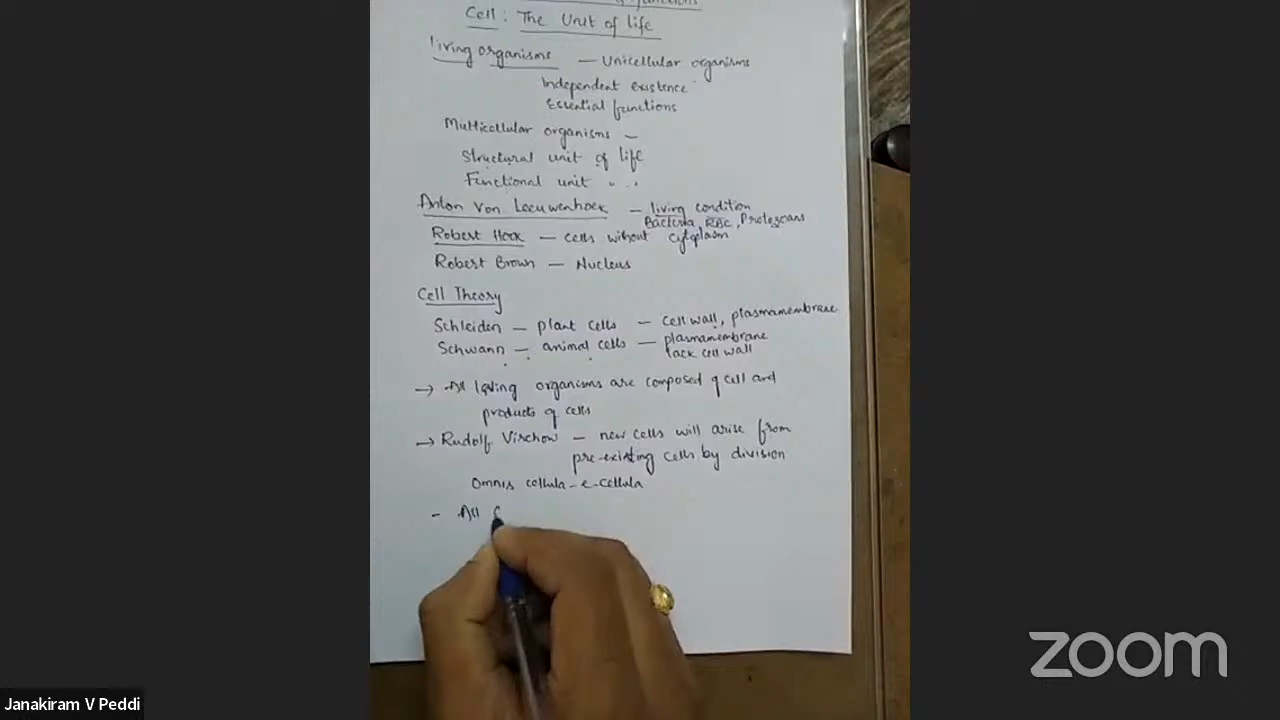 Cell : The Unit of life
living organisms — Unicellular organisms
Independent existence
Essential functions
Multicellular organisms —
Structural unit of life
Functional unit " . .
Anton Von Leeuwenhoek — living condition
Bacteria, RBC, Protozoans
Robert Hook — cells without cytoplasm
Robert Brown — Nucleus
Cell Theory
Schleiden — plant cells — cell wall, plasmamembrane
Schwann — animal cells — plasmamembrane
lack cell wall
→ All living organisms are composed of cell and
products of cells
→ Rudolf Virchow — new cells will arise from
pre-existing cells by division
Omnis cellula-e-cellula
- All
zoom
Janakiram V Peddi